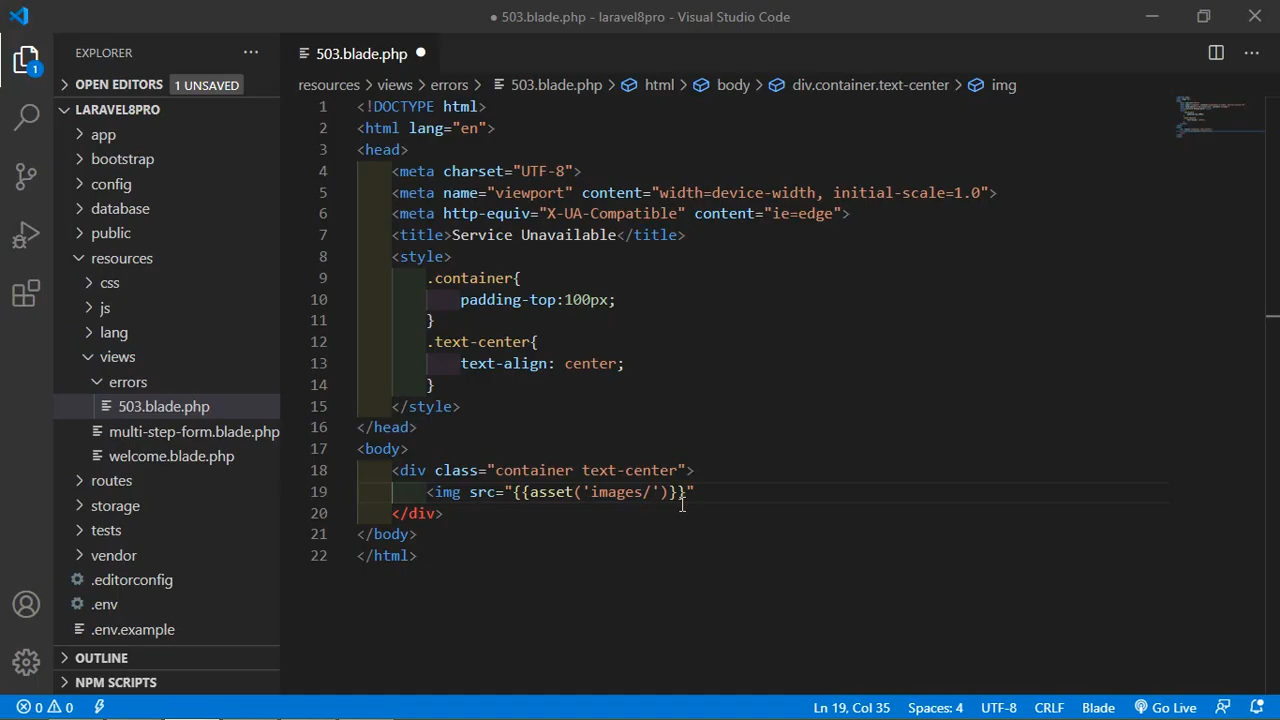 ● 503.blade.php - laravel8pro - Visual Studio Code
EXPLORER
1
OPEN EDITORS 1 UNSAVED
LARAVEL8PRO
app
bootstrap
config
database
public
resources
css
js
lang
views
errors
503.blade.php
multi-step-form.blade.php
welcome.blade.php
routes
storage
tests
vendor
.editorconfig
.env
.env.example
OUTLINE
NPM SCRIPTS
503.blade.php
resources > views > errors > 503.blade.php > html > body > div.container.text-center > img
1 <!DOCTYPE html>
2 <html lang="en">
3 <head>
4 <meta charset="UTF-8">
5 <meta name="viewport" content="width=device-width, initial-scale=1.0">
6 <meta http-equiv="X-UA-Compatible" content="ie=edge">
7 <title>Service Unavailable</title>
8 <style>
9 .container{
10 padding-top:100px;
11 }
12 .text-center{
13 text-align: center;
14 }
15 </style>
16 </head>
17 <body>
18 <div class="container text-center">
19 <img src="{{asset('images/')}}"
20 </div>
21 </body>
22 </html>
0 0 Ln 19, Col 35 Spaces: 4 UTF-8 CRLF Blade Go Live